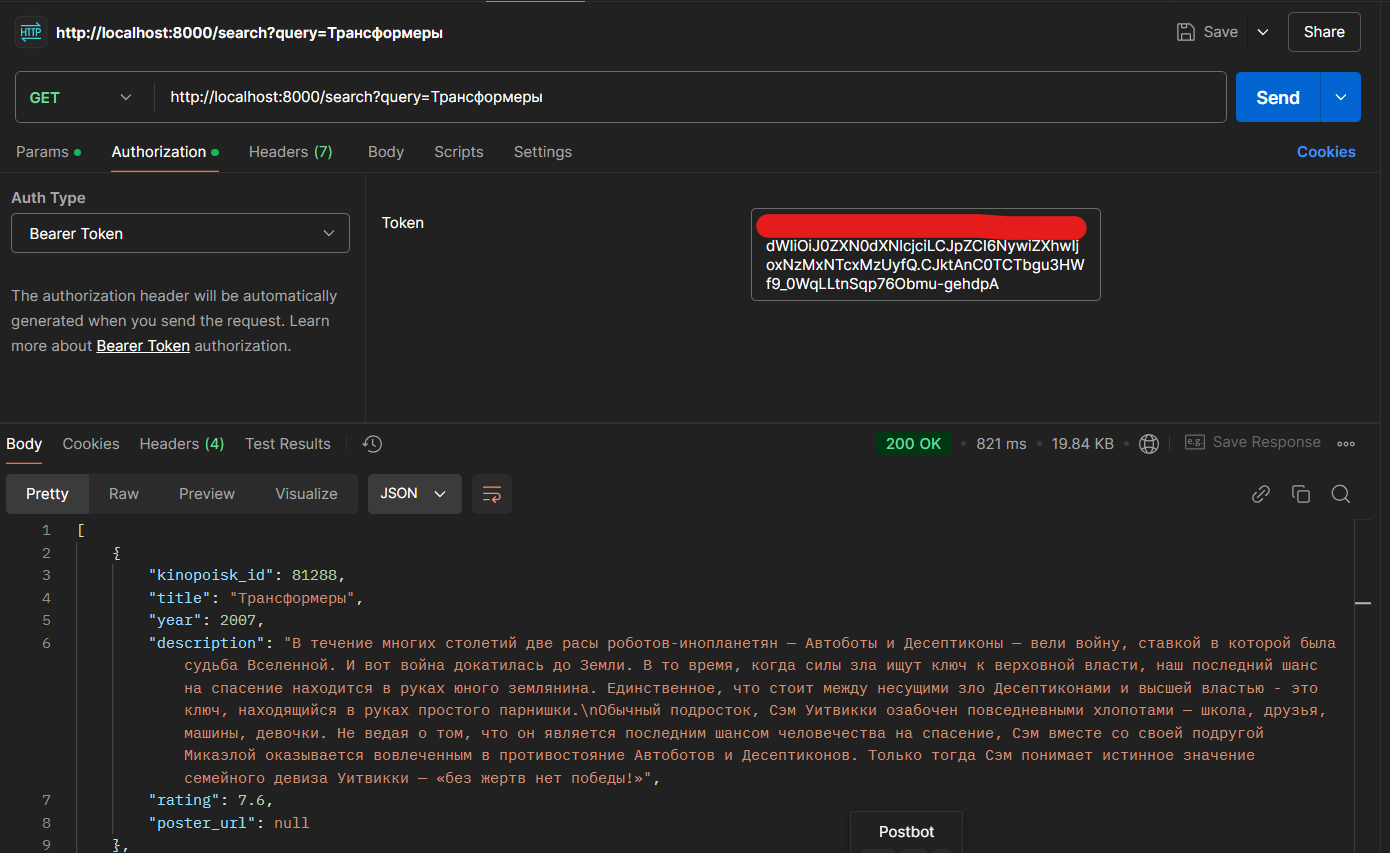 HTTP http://localhost:8000/search?query=Трансформеры
Save
Share
GET
http://localhost:8000/search?query=Трансформеры
Send
Params
Authorization
Headers (7)
Body
Scripts
Settings
Cookies
Auth Type
Bearer Token
The authorization header will be automatically
generated when you send the request. Learn
more about Bearer Token authorization.
Token
dWIiOiJ0ZXN0dXNlcjciLCJpZCI6NywiZXhwIj
oxNzMxNTcxMzUyfQ.CJktAnC0TCTbgu3HW
f9_0WqLLtnSqp76Obmu-gehdpA
Body
Cookies
Headers (4)
Test Results
200 OK
821 ms
19.84 KB
e.g. Save Response
Pretty
Raw
Preview
Visualize
JSON
1 [
2 {
3 "kinopoisk_id": 81288,
4 "title": "Трансформеры",
5 "year": 2007,
6 "description": "В течение многих столетий две расы роботов-инопланетян — Автоботы и Десептиконы — вели войну, ставкой в которой была
судьба Вселенной. И вот война докатилась до Земли. В то время, когда силы зла ищут ключ к верховной власти, наш последний шанс
на спасение находится в руках юного землянина. Единственное, что стоит между несущими зло Десептиконами и высшей властью - это
ключ, находящийся в руках простого парнишки.\nОбычный подросток, Сэм Уитвикки озабочен повседневными хлопотами — школа, друзья,
машины, девочки. Не ведая о том, что он является последним шансом человечества на спасение, Сэм вместе со своей подругой
Микаэлой оказывается вовлеченным в противостояние Автоботов и Десептиконов. Только тогда Сэм понимает истинное значение
семейного девиза Уитвикки — «без жертв нет победы!»",
7 "rating": 7.6,
8 "poster_url": null
9 },
Postbot